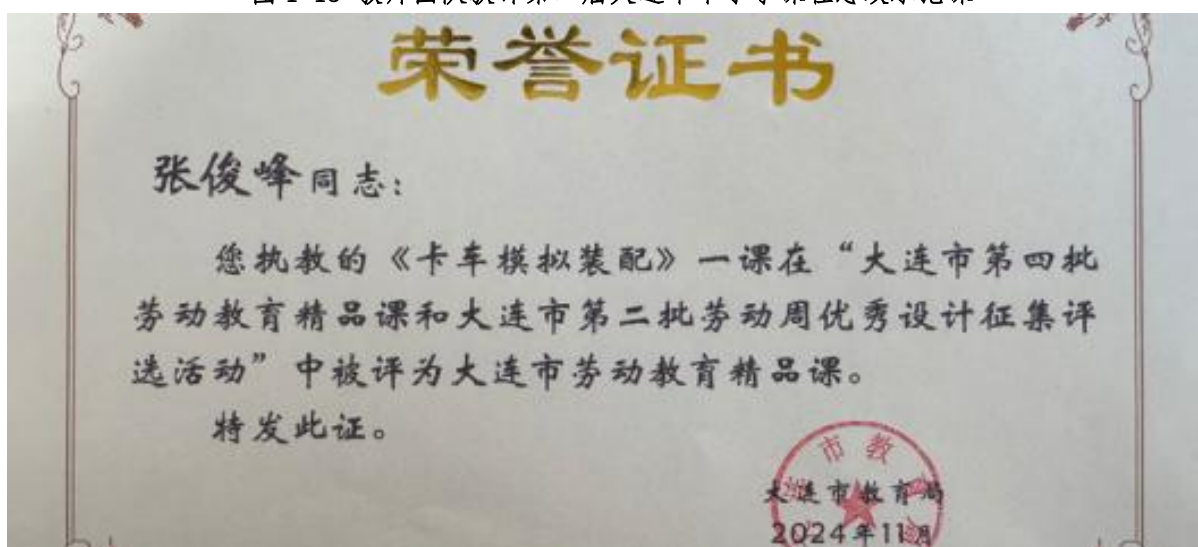 荣誉证书
张俊峰同志:
您执教的《卡车模拟装配》一课在“大连市第四批
劳动教育精品课和大连市第二批劳动周优秀设计征集评
选活动”中被评为大连市劳动教育精品课。
特发此证。
市教
大连市教育局
2024年11月